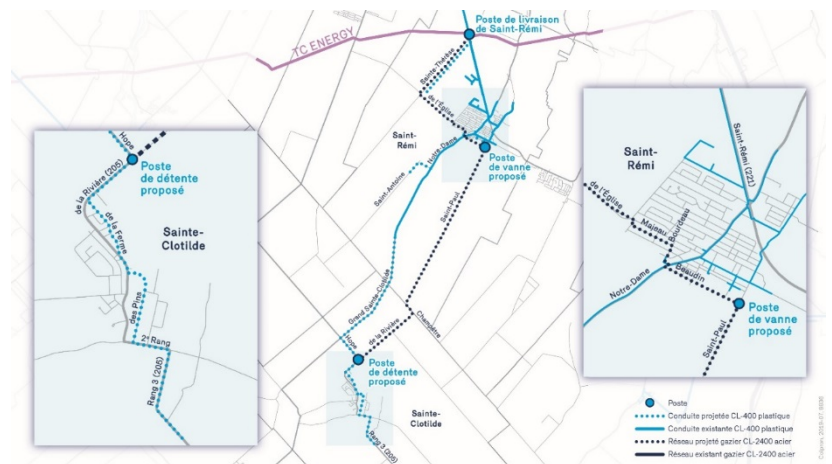 TC ENERGY
Poste de livraison
de Saint-Rémi
Sainte-Thérèse
de l'Église
Saint-
Rémi
Notre-Dame
Saint-Antoine
Poste
de vanne
proposé
Saint-Paul
Grand Sainte-Clotilde
Champêtre
de la Rivière
Hope
Poste
de détente
proposé
Sainte-
Clotilde
Rang 3 (205)
Hope
Poste
de détente
proposé
de la Rivière (205)
de la Ferme
Sainte-
Clotilde
des Pins
2e Rang
Rang 3 (205)
Saint-
Rémi
Saint-Rémi (221)
de l'Église
Majeau
Bourdeau
Notre-Dame
Beaudin
Poste
de vanne
proposé
Saint-Paul
Poste
Conduite projetée CL-400 plastique
Conduite existante CL-400 plastique
Réseau projeté gazier CL-2400 acier
Réseau existant gazier CL-2400 acier